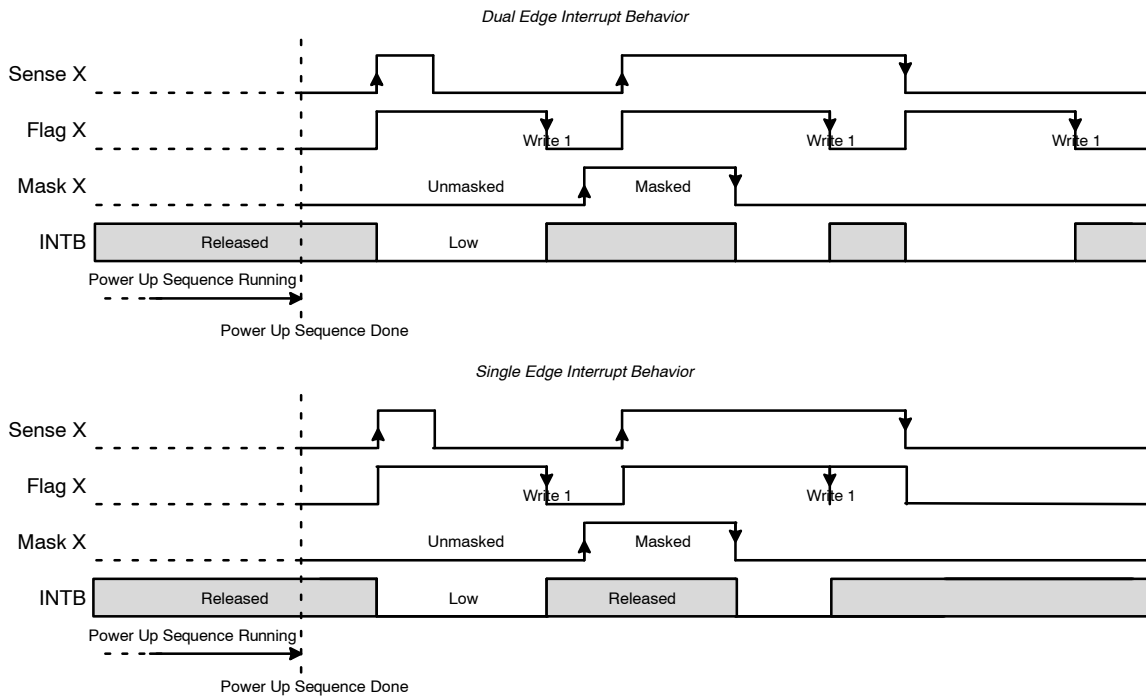 Dual Edge Interrupt Behavior
Sense X
Flag X
Write 1 Write 1 Write 1
Mask X Unmasked Masked
INTB Released Low
Power Up Sequence Running
Power Up Sequence Done
Single Edge Interrupt Behavior
Sense X
Flag X
Write 1 Write 1
Mask X Unmasked Masked
INTB Released Low Released
Power Up Sequence Running
Power Up Sequence Done